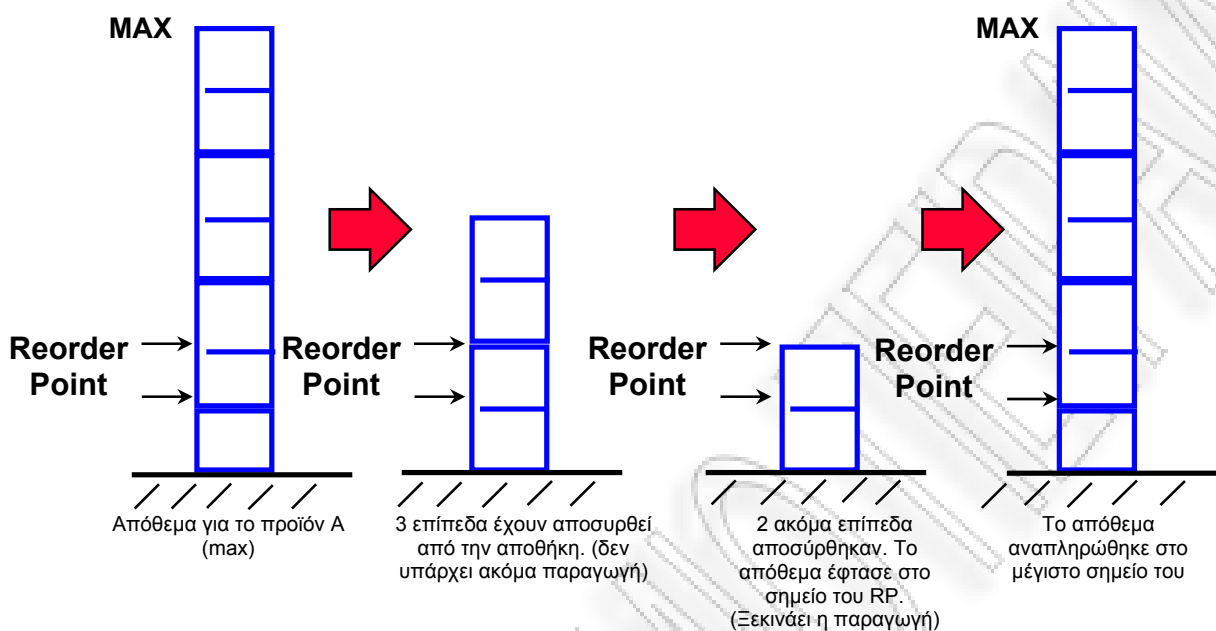 MAX
MAX
Reorder
Point
Reorder
Point
Reorder
Point
Reorder
Point
Απόθεμα για το προϊόν Α
(max)
3 επίπεδα έχουν αποσυρθεί
από την αποθήκη. (δεν
υπάρχει ακόμα παραγωγή)
2 ακόμα επίπεδα
αποσύρθηκαν. Το
απόθεμα έφτασε στο
σημείο του RP.
(Ξεκινάει η παραγωγή)
Το απόθεμα
αναπληρώθηκε στο
μέγιστο σημείο του